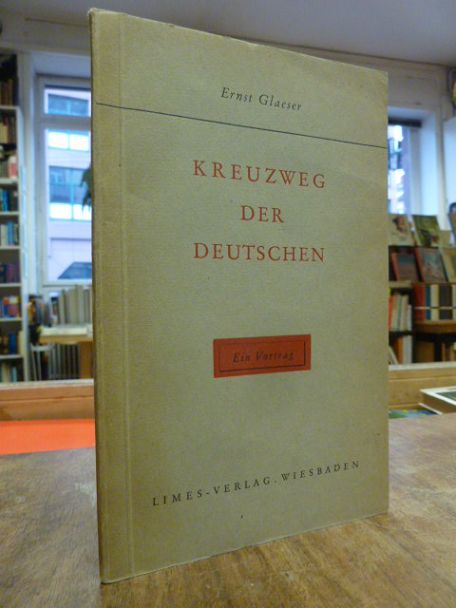 Ernst Glaeser
KREUZWEG
DER
DEUTSCHEN
Ein Vortrag
LIMES-VERLAG. WIESBADEN